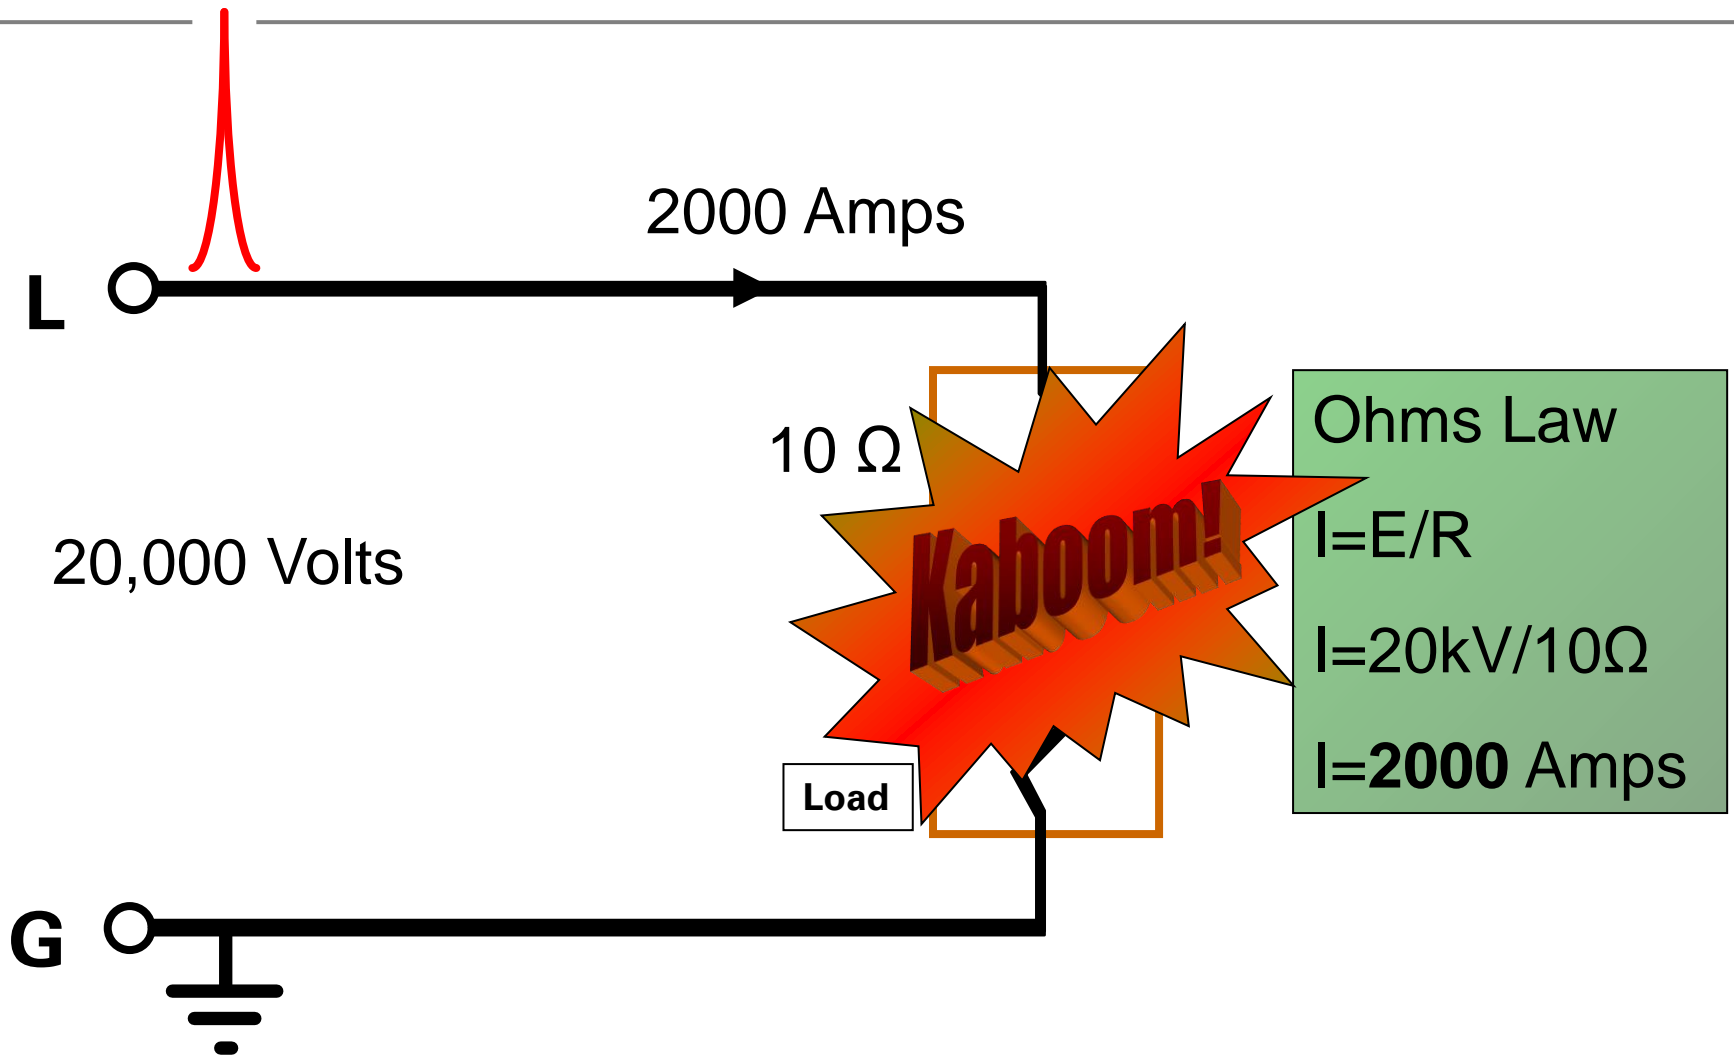 2000 Amps
L
10 Ω
Kaboom!
20,000 Volts
Load
G
Ohms Law
I=E/R
I=20kV/10Ω
I=2000 Amps